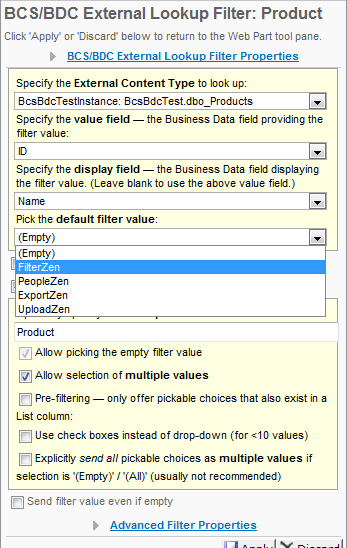 BCS/BDC External Lookup Filter: Product
Click 'Apply' or 'Discard' below to return to the Web Part tool pane.
BCS/BDC External Lookup Filter Properties
Specify the External Content Type to look up:
BcsBdcTestInstance: BcsBdcTest.dbo_Products
Specify the value field — the Business Data field providing the
filter value:
ID
Specify the display field — the Business Data field displaying
the filter value. (Leave blank to use the above value field.)
Name
Pick the default filter value:
(Empty)
(Empty)
FilterZen
PeopleZen
ExportZen
UploadZen
Product
Allow picking the empty filter value
Allow selection of multiple values
Pre-filtering — only offer pickable choices that also exist in a
List column:
Use check boxes instead of drop-down (for <10 values)
Explicitly send all pickable choices as multiple values if
selection is '(Empty)' / '(All)' (usually not recommended)
Send filter value even if empty
Advanced Filter Properties
Apply Discard